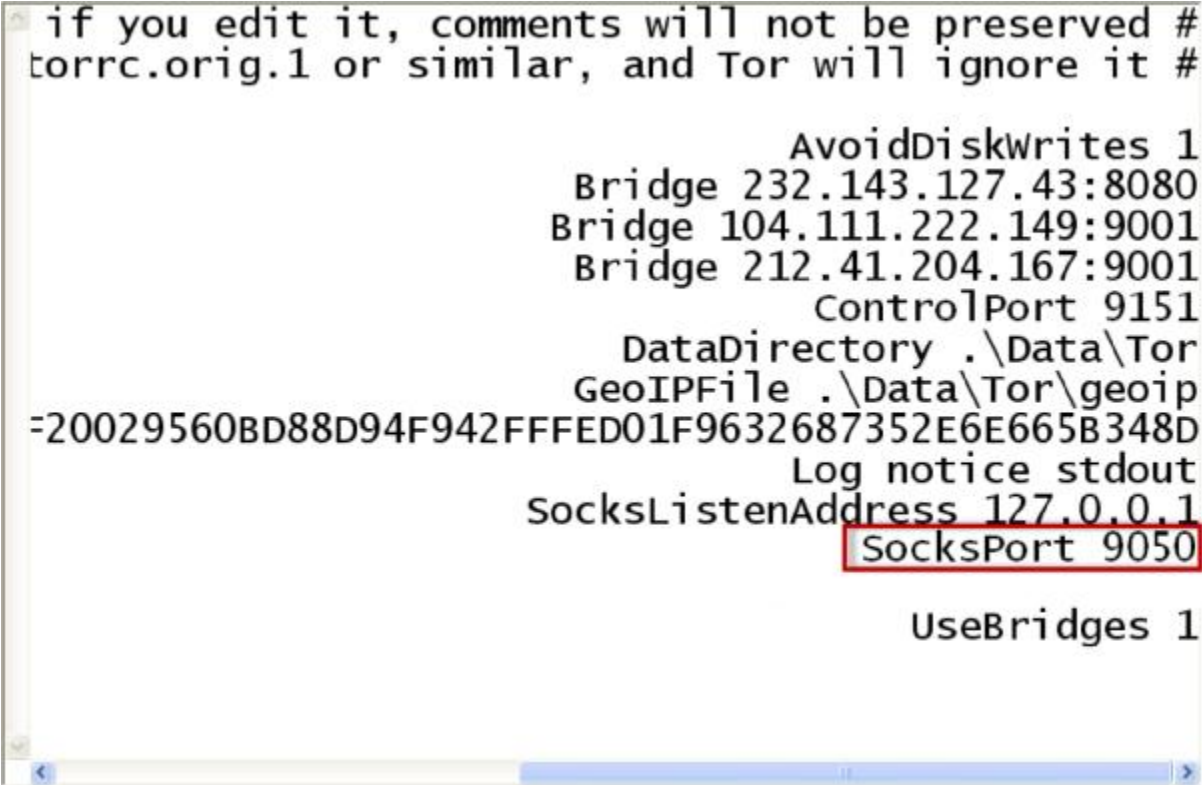 if you edit it, comments will not be preserved #
torrc.orig.1 or similar, and Tor will ignore it #
AvoidDiskWrites 1
Bridge 232.143.127.43:8080
Bridge 104.111.222.149:9001
Bridge 212.41.204.167:9001
ControlPort 9151
DataDirectory .\Data\Tor
GeoIPFile .\Data\Tor\geoip
F20029560BD88D94F942FFFED01F9632687352E6E665B348D
Log notice stdout
SocksListenAddress 127.0.0.1
SocksPort 9050
UseBridges 1